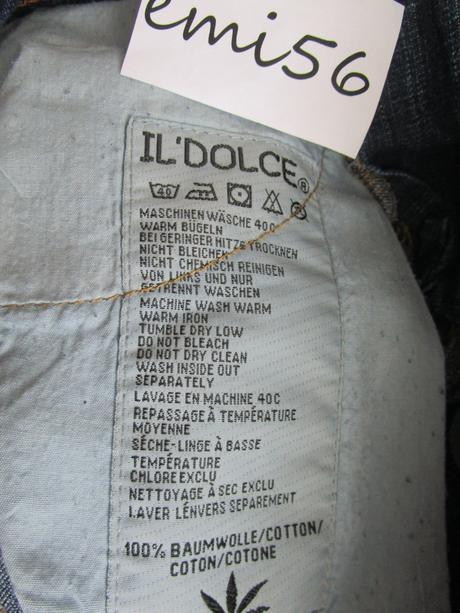 emi56
IL'DOLCE®
40
MASCHINEN WÄSCHE 40C
WARM BÜGELN
BEI GERINGER HITZE TROCKNEN
NICHT BLEICHEN
NICHT CHEMISCH REINIGEN
VON LINKS UND NUR
GETRENNT WASCHEN
MACHINE WASH WARM
WARM IRON
TUMBLE DRY LOW
DO NOT BLEACH
DO NOT DRY CLEAN
WASH INSIDE OUT
SEPARATELY
LAVAGE EN MACHINE 40C
REPASSAGE À TEMPÉRATURE
MOYENNE
SÉCHE-LINGE À BASSE
TEMPÉRATURE
CHLORE EXCLU
NETTOYAGE À SEC EXCLU
LAVER LÉNVERS SEPAREMENT
100% BAUMWOLLE/COTTON/
COTON/COTONE